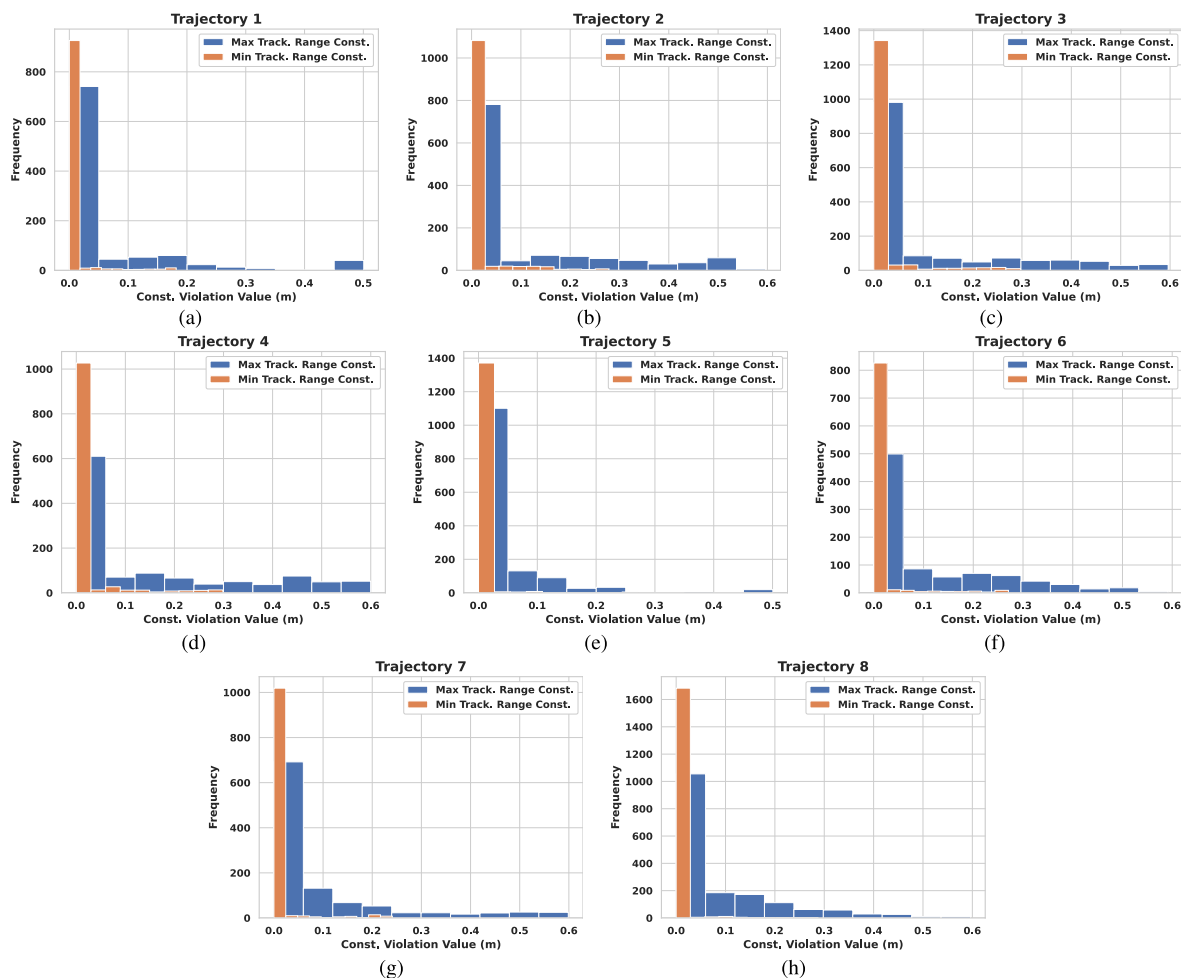 Trajectory 1
Max Track. Range Const.
Min Track. Range Const.
Frequency
800
600
400
200
0
0.0 0.1 0.2 0.3 0.4 0.5
Const. Violation Value (m)
(a)
Trajectory 2
Max Track. Range Const.
Min Track. Range Const.
Frequency
1000
800
600
400
200
0
0.0 0.1 0.2 0.3 0.4 0.5 0.6
Const. Violation Value (m)
(b)
Trajectory 3
Max Track. Range Const.
Min Track. Range Const.
Frequency
1400
1200
1000
800
600
400
200
0
0.0 0.1 0.2 0.3 0.4 0.5 0.6
Const. Violation Value (m)
(c)
Trajectory 4
Max Track. Range Const.
Min Track. Range Const.
Frequency
1000
800
600
400
200
0
0.0 0.1 0.2 0.3 0.4 0.5 0.6
Const. Violation Value (m)
(d)
Trajectory 5
Max Track. Range Const.
Min Track. Range Const.
Frequency
1400
1200
1000
800
600
400
200
0
0.0 0.1 0.2 0.3 0.4 0.5
Const. Violation Value (m)
(e)
Trajectory 6
Max Track. Range Const.
Min Track. Range Const.
Frequency
800
700
600
500
400
300
200
100
0
0.0 0.1 0.2 0.3 0.4 0.5 0.6
Const. Violation Value (m)
(f)
Trajectory 7
Max Track. Range Const.
Min Track. Range Const.
Frequency
1000
800
600
400
200
0
0.0 0.1 0.2 0.3 0.4 0.5 0.6
Const. Violation Value (m)
(g)
Trajectory 8
Max Track. Range Const.
Min Track. Range Const.
Frequency
1600
1400
1200
1000
800
600
400
200
0
0.0 0.1 0.2 0.3 0.4 0.5 0.6
Const. Violation Value (m)
(h)